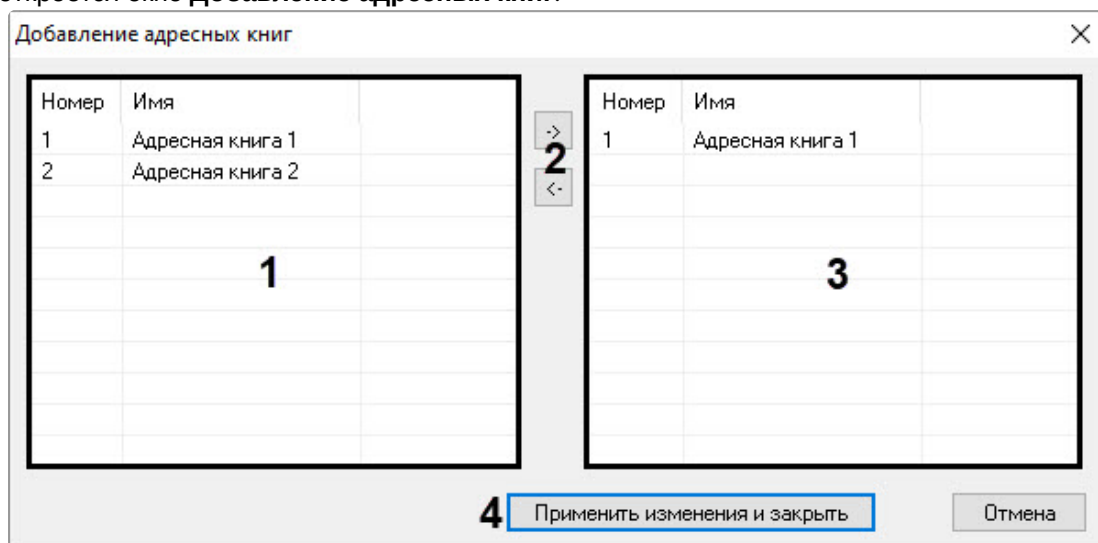 Добавление адресных книг
Номер Имя
1 Адресная книга 1
2 Адресная книга 2
1
->
2
<-
Номер Имя
1 Адресная книга 1
3
4 Применить изменения и закрыть Отмена